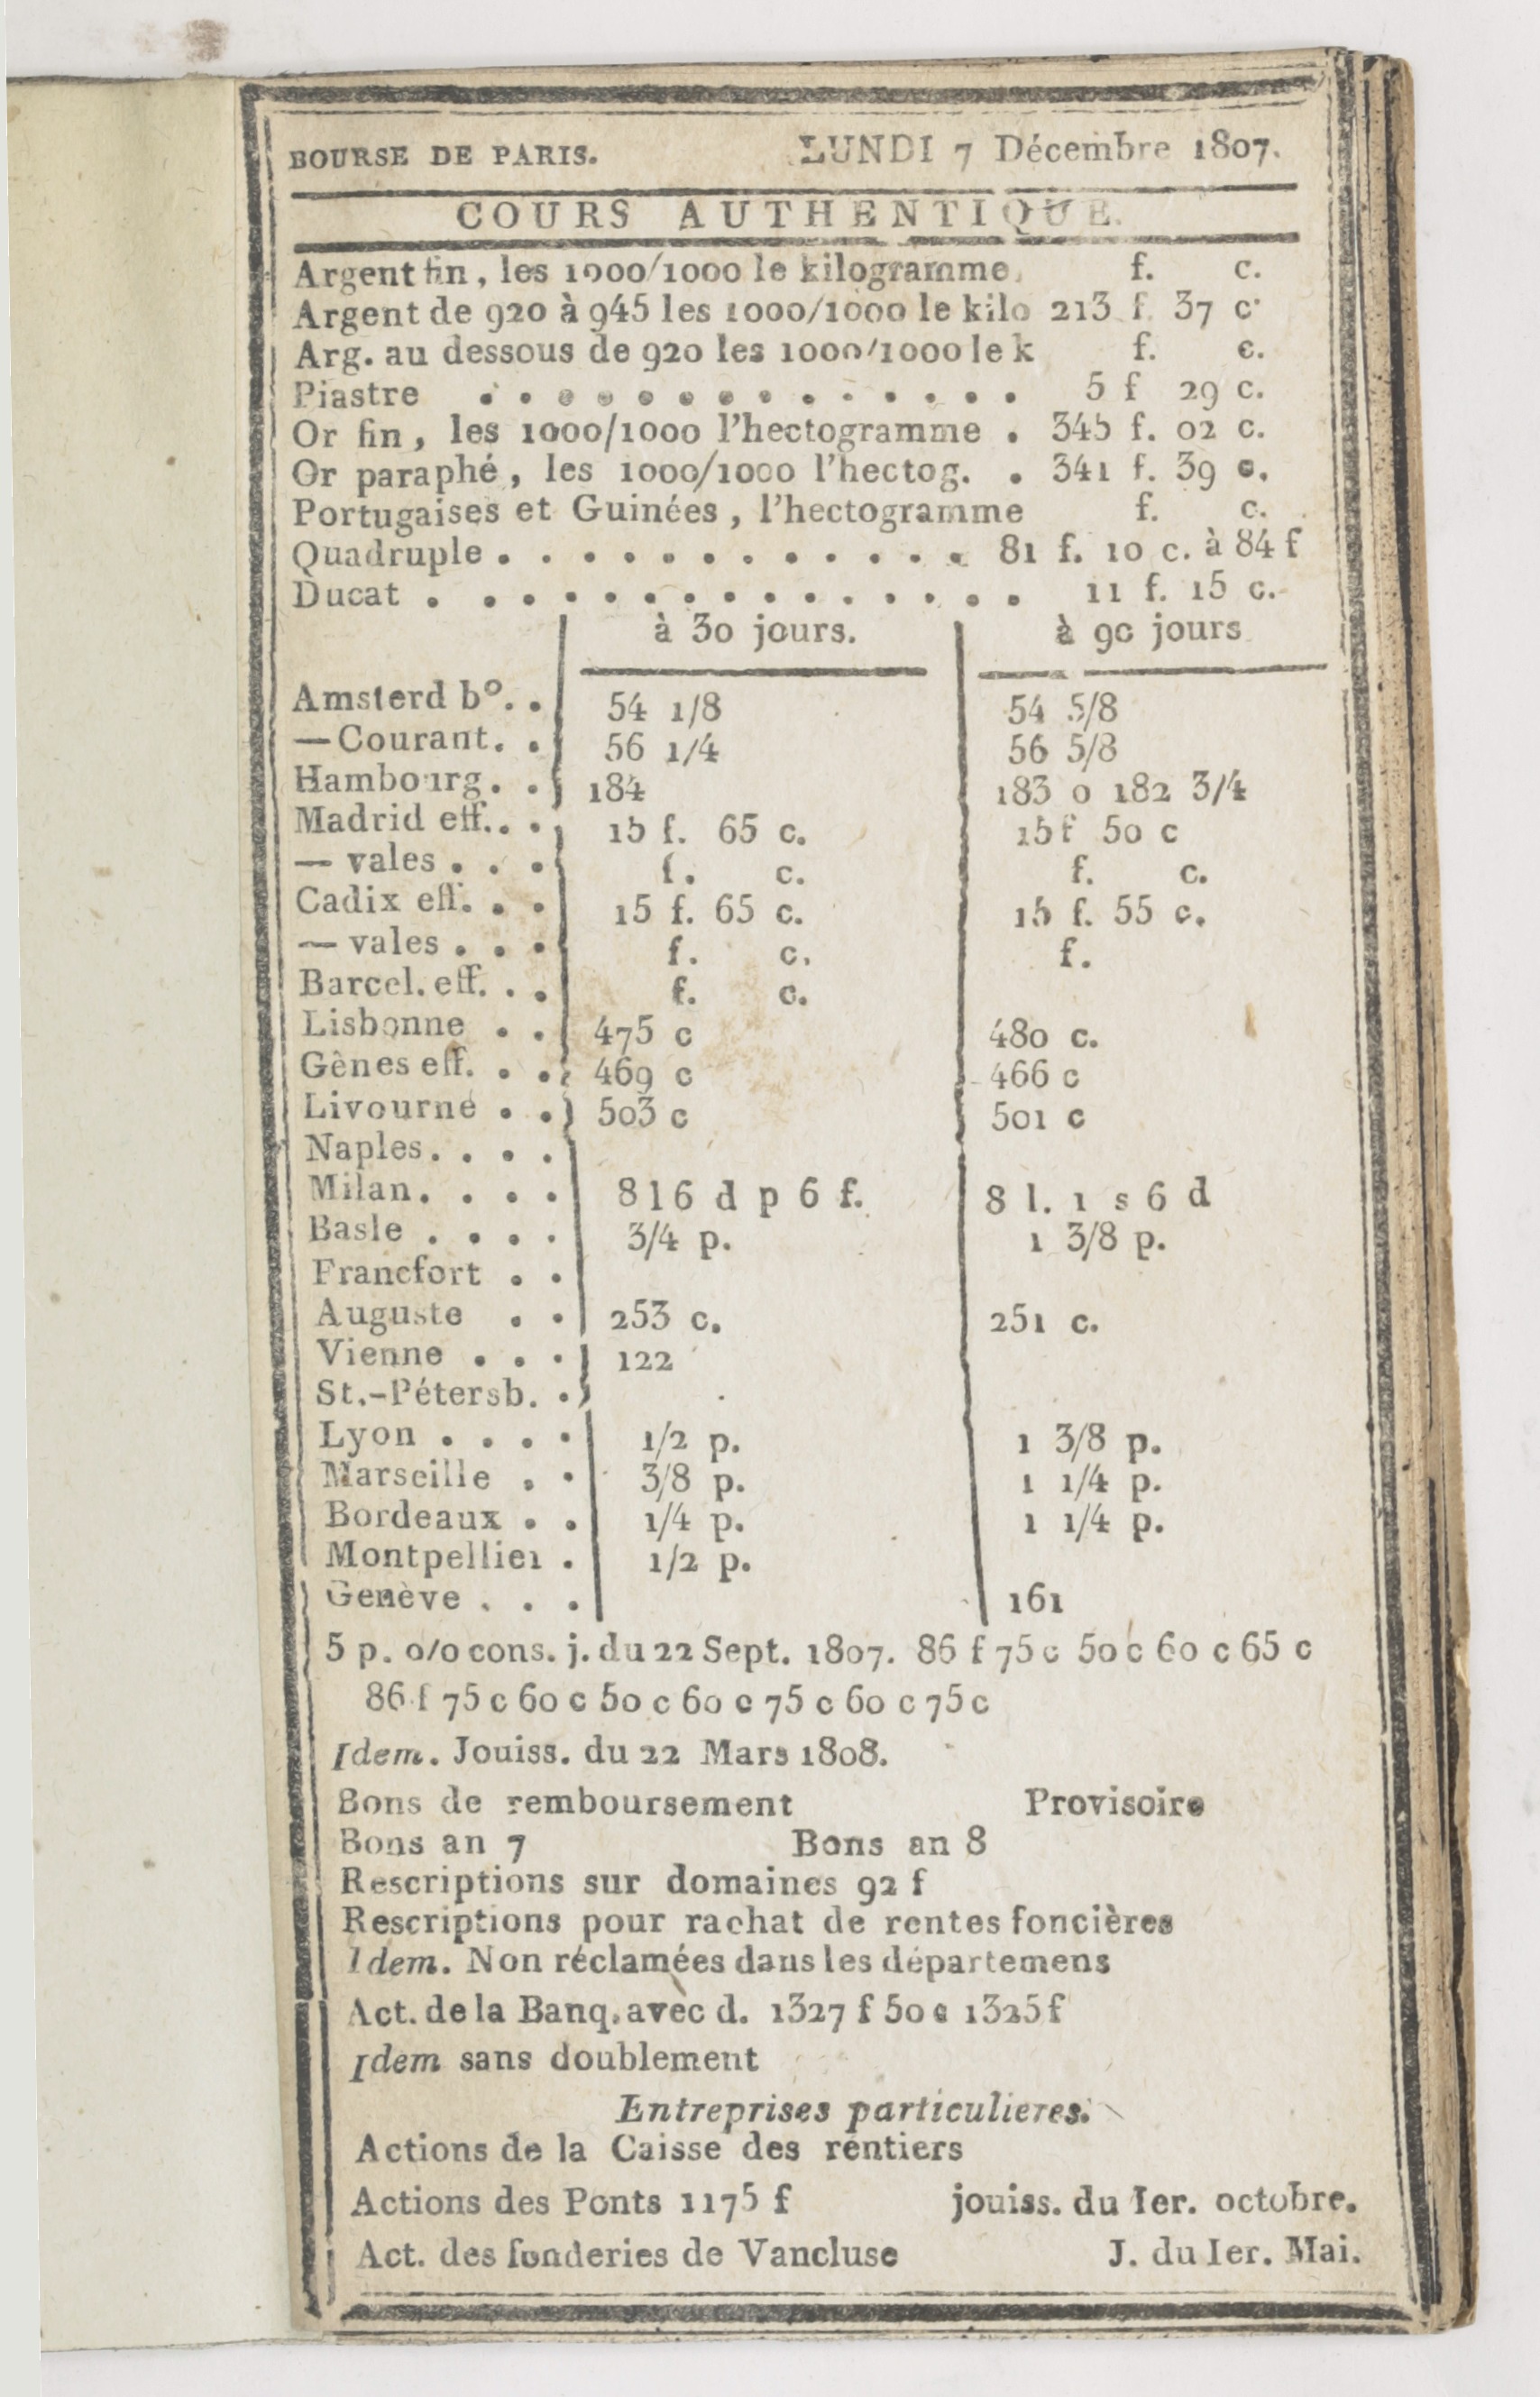 BOURSE DE PARIS. LUNDI 7 Décembre 1807.
COURS AUTHENTIQUE.
Argent fin, les 1000/1000 le kilogramme, f. c.
Argent de 920 à 945 les 1000/1000 le kilo 213 f. 37 c.
Arg. au dessous de 920 les 1000/1000 le k f. c.
Piastre . . . . . . . . . . . . . . 5 f 29 c.
Or fin, les 1000/1000 l'hectogramme . 345 f. 02 c.
Or paraphé, les 1000/1000 l'hectog. . 341 f. 39 c.
Portugaises et Guinées, l'hectogramme f. c.
Quadruple . . . . . . . . . . . . 81 f. 10 c. à 84 f
Ducat . . . . . . . . . . . . . . . 11 f. 15 c.
à 30 jours. à 90 jours
Amsterd bº. . 54 1/8 54 5/8
—Courant. . 56 1/4 56 5/8
Hambourg. . 184 183 0 182 3/4
Madrid eff. . . 15 f. 65 c. 15 f 50 c
— vales . . . f. c. f. c.
Cadix eff. . . 15 f. 65 c. 15 f. 55 c.
— vales . . . f. c. f.
Barcel. eff. . . f. c.
Lisbonne . . 475 c 480 c.
Gênes eff. . . 469 c 466 c
Livourne . . 503 c 501 c
Naples. . . .
Milan. . . . 8 l 6 d p 6 f. 8 l. 1 s 6 d
Basle . . . . 3/4 p. 1 3/8 p.
Francfort . .
Auguste . . 253 c. 251 c.
Vienne . . . 122
St.-Pétersb. .
Lyon . . . . 1/2 p. 1 3/8 p.
Marseille . . 3/8 p. 1 1/4 p.
Bordeaux . . 1/4 p. 1 1/4 p.
Montpellier . 1/2 p.
Genève . . . 161
5 p. 0/0 cons. j. du 22 Sept. 1807. 86 f 75 c 50 c 60 c 65 c
86 f 75 c 60 c 50 c 60 c 75 c 60 c 75 c
Idem. Jouiss. du 22 Mars 1808.
Bons de remboursement Provisoire
Bons an 7 Bons an 8
Rescriptions sur domaines 92 f
Rescriptions pour rachat de rentes foncières
Idem. Non réclamées dans les départemens
Act. de la Banq. avec d. 1327 f 50 c 1325 f
Idem sans doublement
Entreprises particulieres.
Actions de la Caisse des rentiers
Actions des Ponts 1175 f jouiss. du Ier. octobre.
Act. des fonderies de Vancluse J. du Ier. Mai.